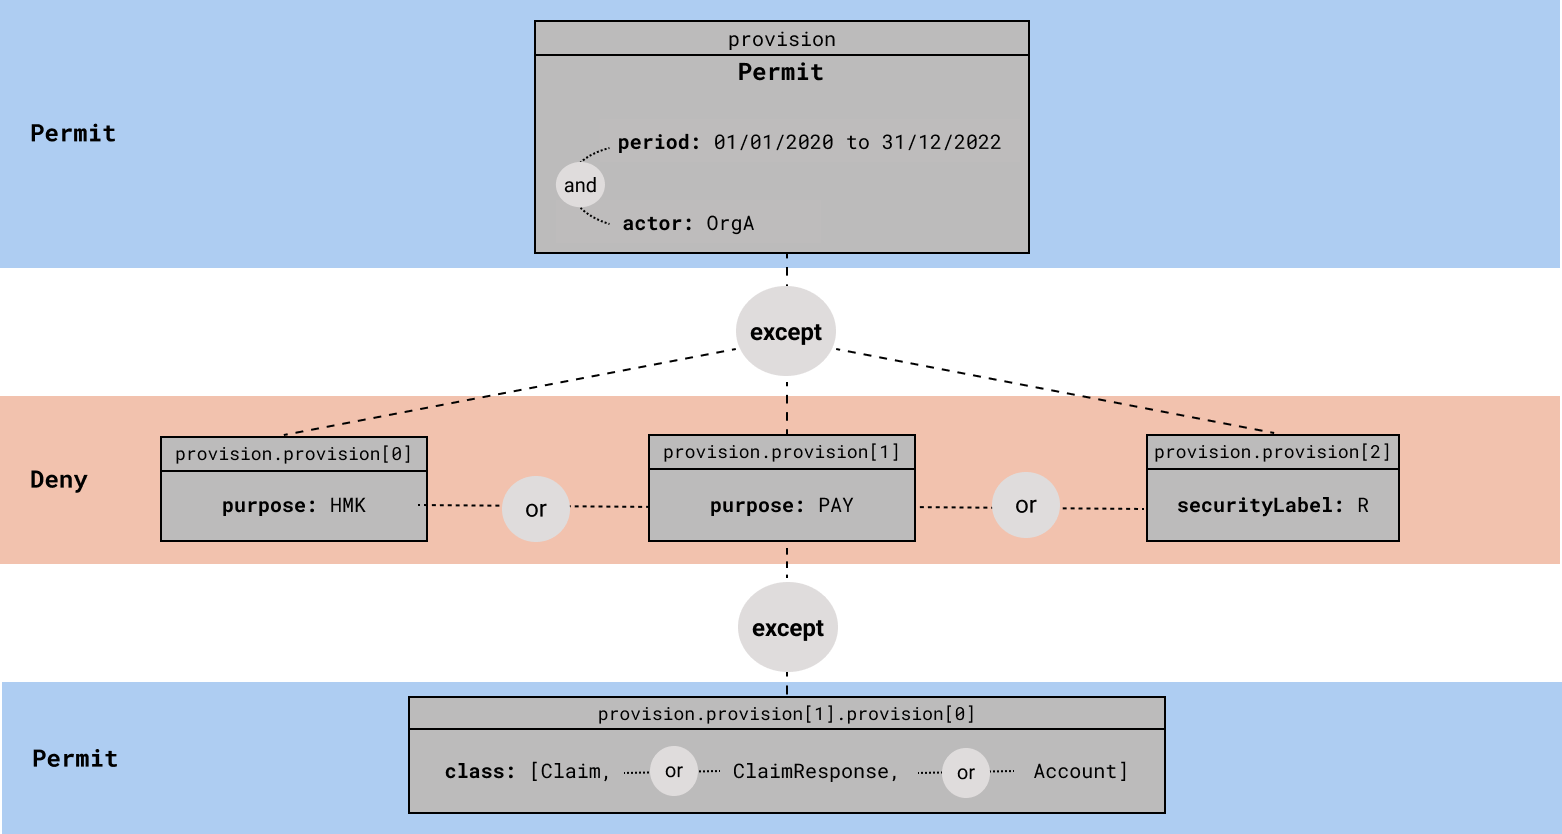 provision
Permit
Permit
period: 01/01/2020 to 31/12/2022
and
actor: OrgA
except
provision.provision[0]
provision.provision[1]
provision.provision[2]
Deny
purpose: HMK
or
purpose: PAY
or
securityLabel: R
except
provision.provision[1].provision[0]
Permit
class: [Claim, or ClaimResponse, or Account]